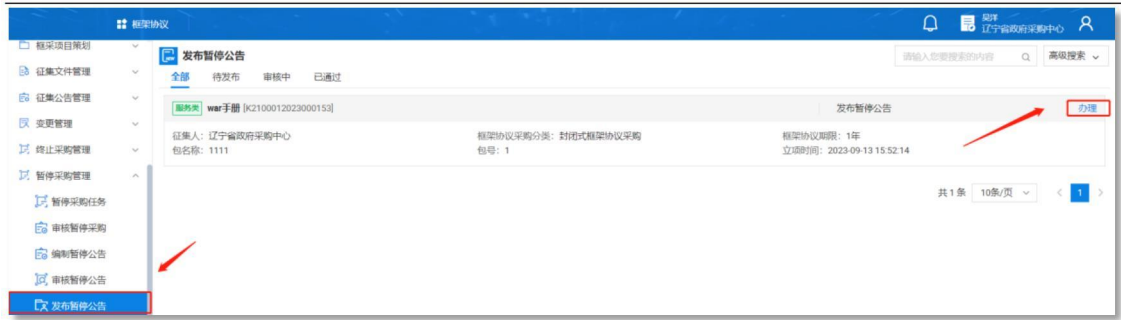 框架协议
吴洋
辽宁省政府采购中心
框采项目策划
征集文件管理
征集公告管理
变更管理
终止采购管理
暂停采购管理
暂停采购任务
审核暂停采购
编制暂停公告
审核暂停公告
发布暂停公告
发布暂停公告
请输入您要搜索的内容
高级搜索
全部 待发布 审核中 已通过
服务类 war手册 [K2100012023000153] 发布暂停公告 办理
征集人：辽宁省政府采购中心 框架协议采购分类：封闭式框架协议采购 框架协议期限：1年
包名称：1111 包号：1 立项时间：2023-09-13 15:52:14
共1条 10条/页 < 1 >